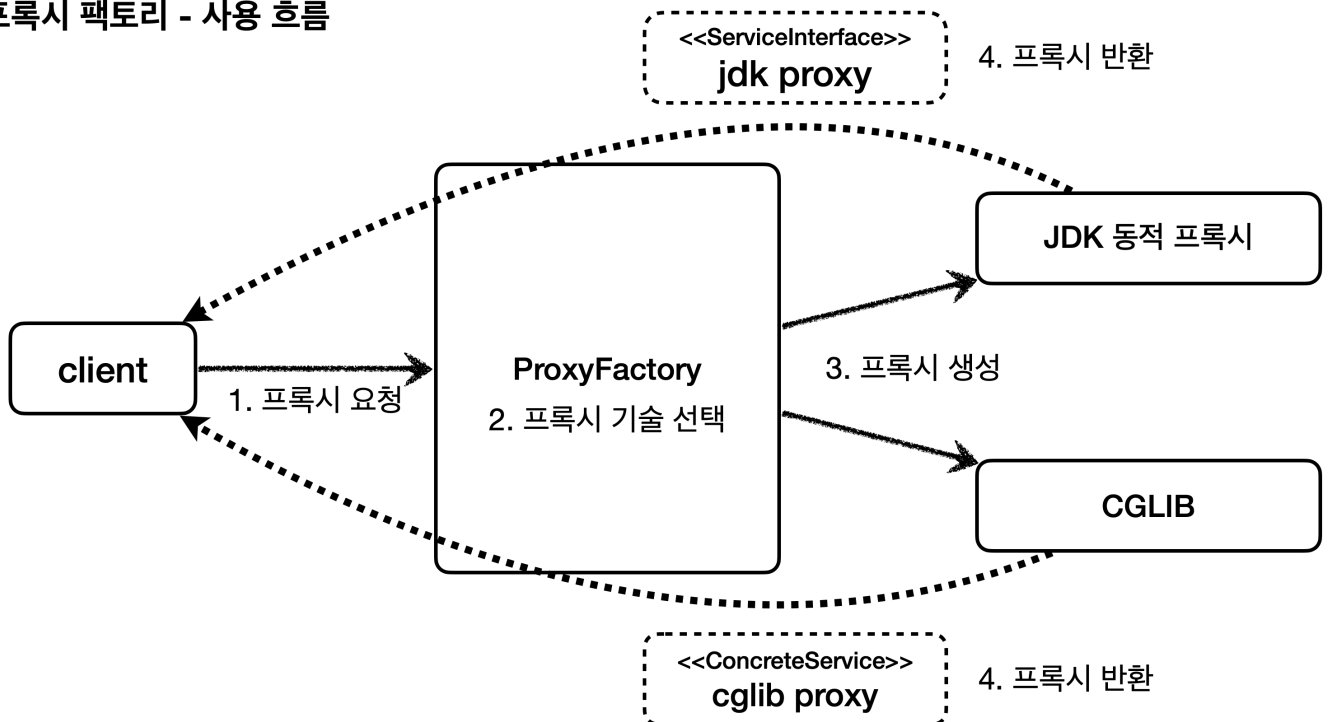 프록시 팩토리 - 사용 흐름
<<ServiceInterface>>
jdk proxy
4. 프록시 반환
JDK 동적 프록시
client
1. 프록시 요청
ProxyFactory
2. 프록시 기술 선택
3. 프록시 생성
CGLIB
<<ConcreteService>>
cglib proxy
4. 프록시 반환